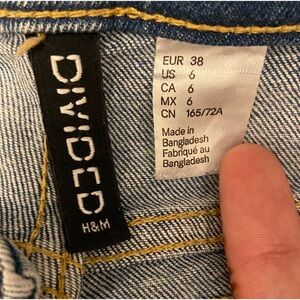 DIVIDED
H&M
EUR 38
US 6
CA 6
MX 6
CN 165/72A
Made in
Bangladesh
Fabriqué au
Bangladesh